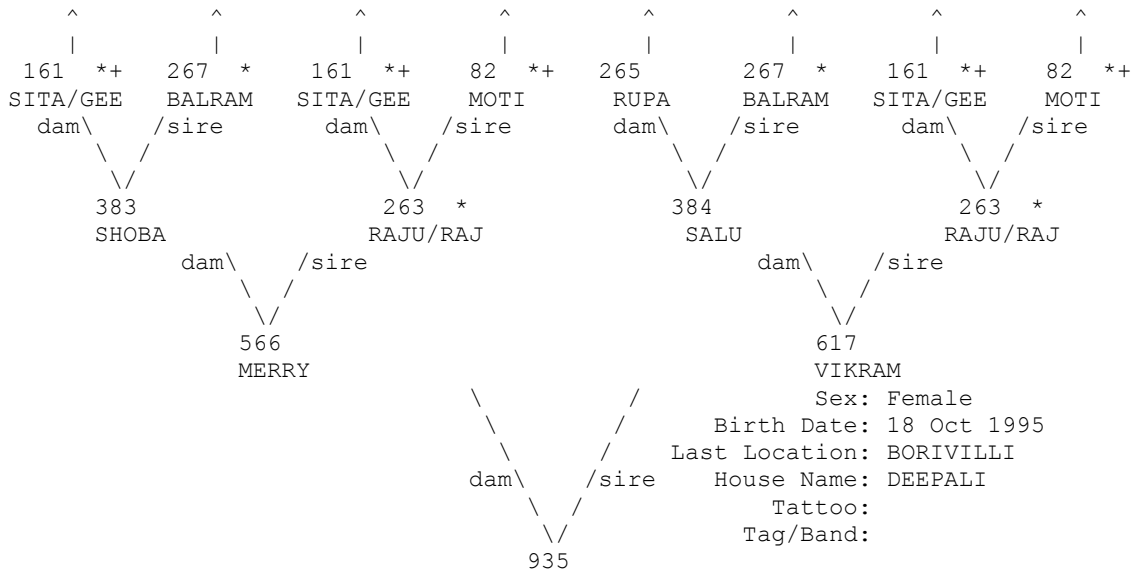 ^ ^ ^ ^ ^ ^ ^ ^
| | | | | | | |
161 *+ 267 * 161 *+ 82 *+ 265 267 * 161 *+ 82 *+
SITA/GEE BALRAM SITA/GEE MOTI RUPA BALRAM SITA/GEE MOTI
dam\ /sire dam\ /sire dam\ /sire dam\ /sire
\ / \ / \ / \ /
\/ \/ \/ \/
383 263 * 384 263 *
SHOBA RAJU/RAJ SALU RAJU/RAJ
dam\ /sire dam\ /sire
\ / \ /
\/ \/
566 617
MERRY VIKRAM
\ / Sex: Female
\ / Birth Date: 18 Oct 1995
\ / Last Location: BORIVILLI
dam\ /sire House Name: DEEPALI
\ / Tattoo:
\/ Tag/Band:
935